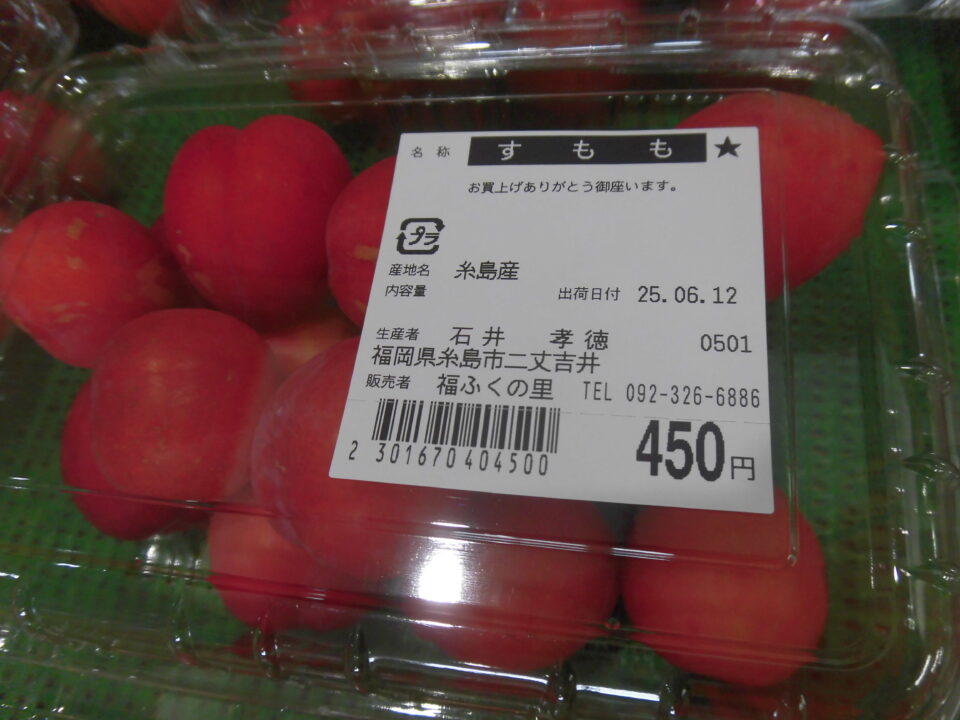 名称 すもも ★
お買上げありがとう御座います。
プラ
産地名 糸島産
内容量 出荷日付 25.06.12
生産者 石井 孝徳 0501
福岡県糸島市二丈吉井
販売者 福ふくの里 TEL 092-326-6886
2 301670 404500
450円